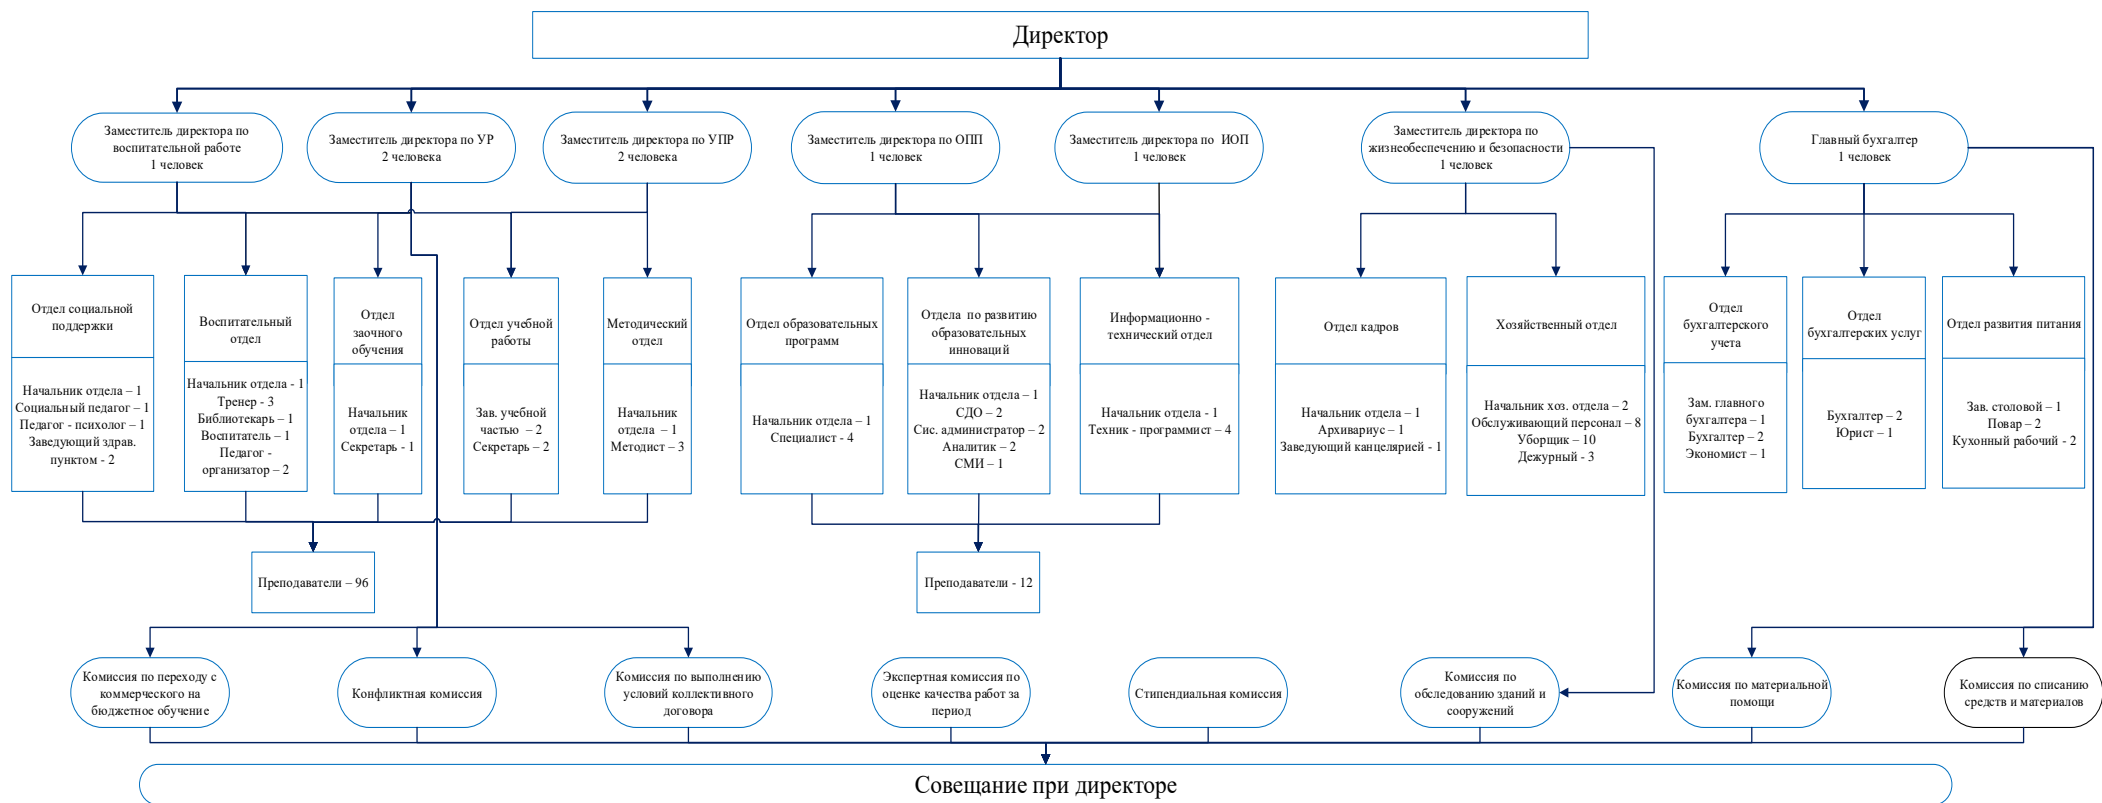 Директор
Заместитель директора по
воспитательной работе
1 человек
Заместитель директора по УР
2 человека
Заместитель директора по УПР
2 человека
Заместитель директора по ОПП
1 человек
Заместитель директора по ИОП
1 человек
Заместитель директора по
жизнеобеспечению и безопасности
1 человек
Главный бухгалтер
1 человек
Отдел социальной
поддержки
Начальник отдела – 1
Социальный педагог – 1
Педагог - психолог – 1
Заведующий здрав.
пунктом - 2
Воспитательный
отдел
Начальник отдела - 1
Тренер - 3
Библиотекарь – 1
Воспитатель – 1
Педагог -
организатор – 2
Отдел
заочного
обучения
Начальник
отдела – 1
Секретарь - 1
Отдел учебной
работы
Зав. учебной
частью – 2
Секретарь – 2
Методический
отдел
Начальник
отдела – 1
Методист – 3
Отдел образовательных
программ
Начальник отдела – 1
Специалист - 4
Отдела по развитию
образовательных
инноваций
Начальник отдела – 1
СДО – 2
Сис. администратор – 2
Аналитик – 2
СМИ – 1
Информационно -
технический отдел
Начальник отдела - 1
Техник - программист – 4
Отдел кадров
Начальник отдела – 1
Архивариус – 1
Заведующий канцелярией - 1
Хозяйственный отдел
Начальник хоз. отдела – 2
Обслуживающий персонал – 8
Уборщик – 10
Дежурный - 3
Отдел
бухгалтерского
учета
Зам. главного
бухгалтера – 1
Бухгалтер – 2
Экономист – 1
Отдел
бухгалтерских услуг
Бухгалтер – 2
Юрист – 1
Отдел развития питания
Зав. столовой – 1
Повар – 2
Кухонный рабочий - 2
Преподаватели – 96
Преподаватели - 12
Комиссия по переходу с
коммерческого на
бюджетное обучение
Конфликтная комиссия
Комиссия по выполнению
условий коллективного
договора
Экспертная комиссия по
оценке качества работ за
период
Стипендиальная комиссия
Комиссия по
обследованию зданий и
сооружений
Комиссия по материальной
помощи
Комиссия по списанию
средств и материалов
Совещание при директоре